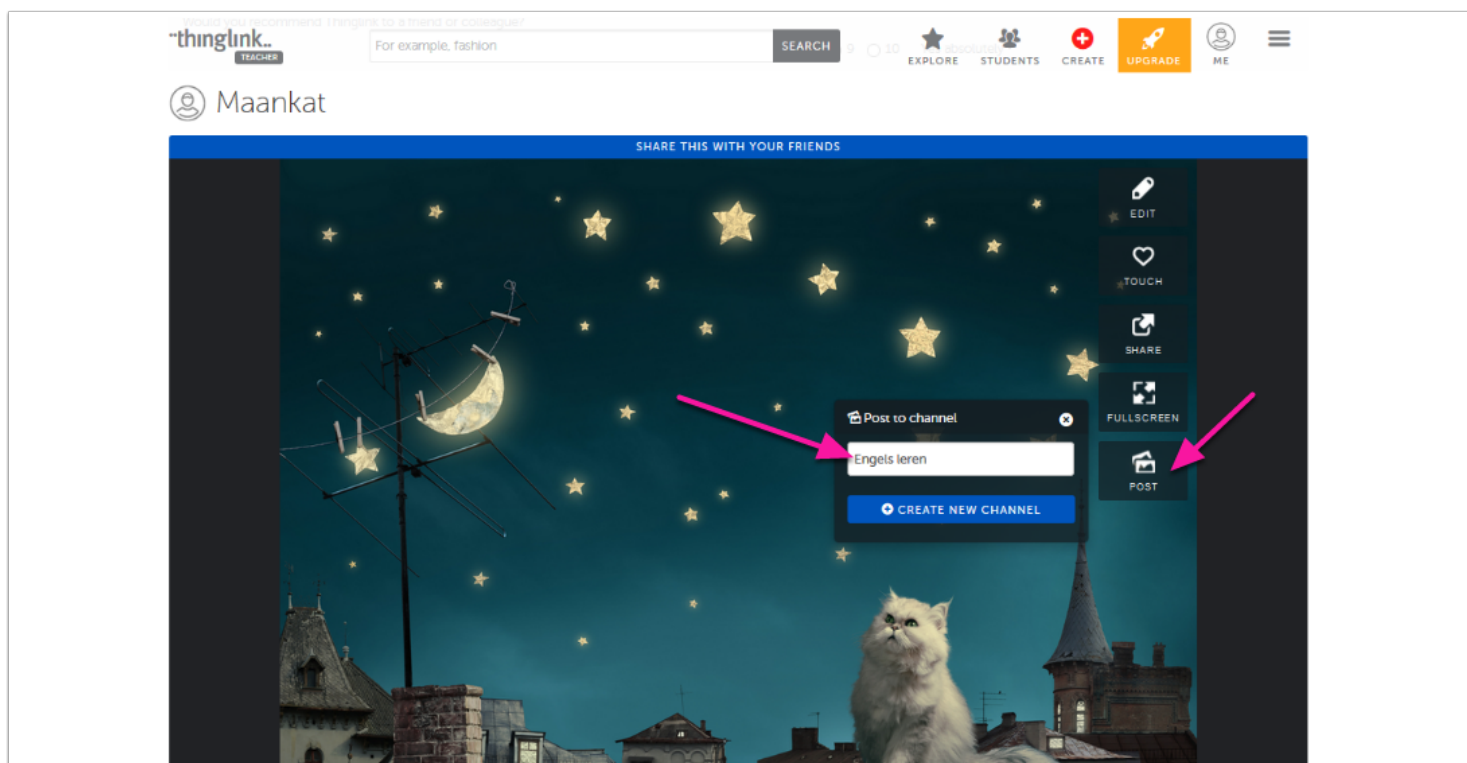 Would you recommend Thinglink to a friend or colleague?
thinglink..
TEACHER
For example, fashion
SEARCH
9 10 absolutely
EXPLORE
STUDENTS
CREATE
UPGRADE
ME
Maankat
SHARE THIS WITH YOUR FRIENDS
EDIT
TOUCH
SHARE
FULLSCREEN
POST
Post to channel
Engels leren
CREATE NEW CHANNEL